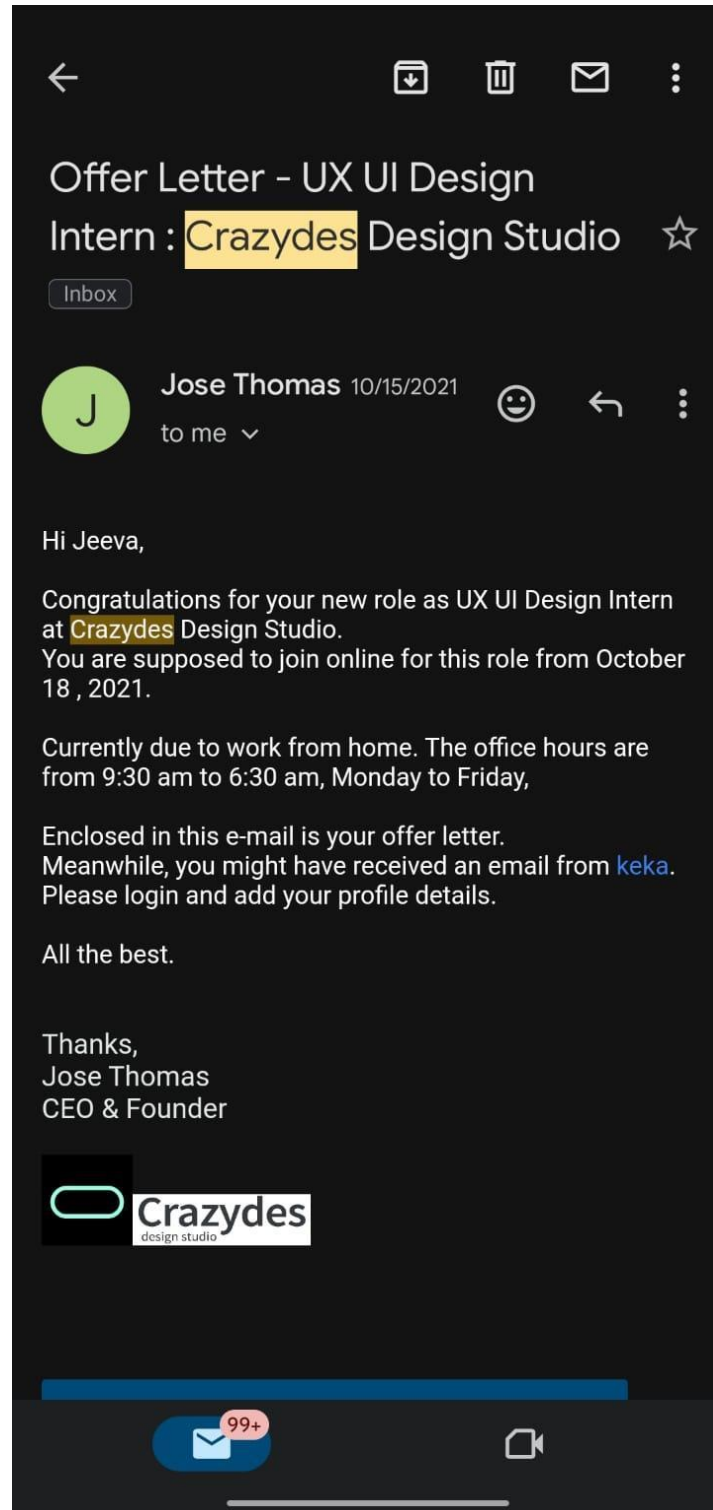 Offer Letter - UX UI Design
Intern : Crazydes Design Studio
Inbox
J
Jose Thomas 10/15/2021
to me
Hi Jeeva,
Congratulations for your new role as UX UI Design Intern
at Crazydes Design Studio.
You are supposed to join online for this role from October
18 , 2021.
Currently due to work from home. The office hours are
from 9:30 am to 6:30 am, Monday to Friday,
Enclosed in this e-mail is your offer letter.
Meanwhile, you might have received an email from keka.
Please login and add your profile details.
All the best.
Thanks,
Jose Thomas
CEO & Founder
Crazydes
design studio
99+